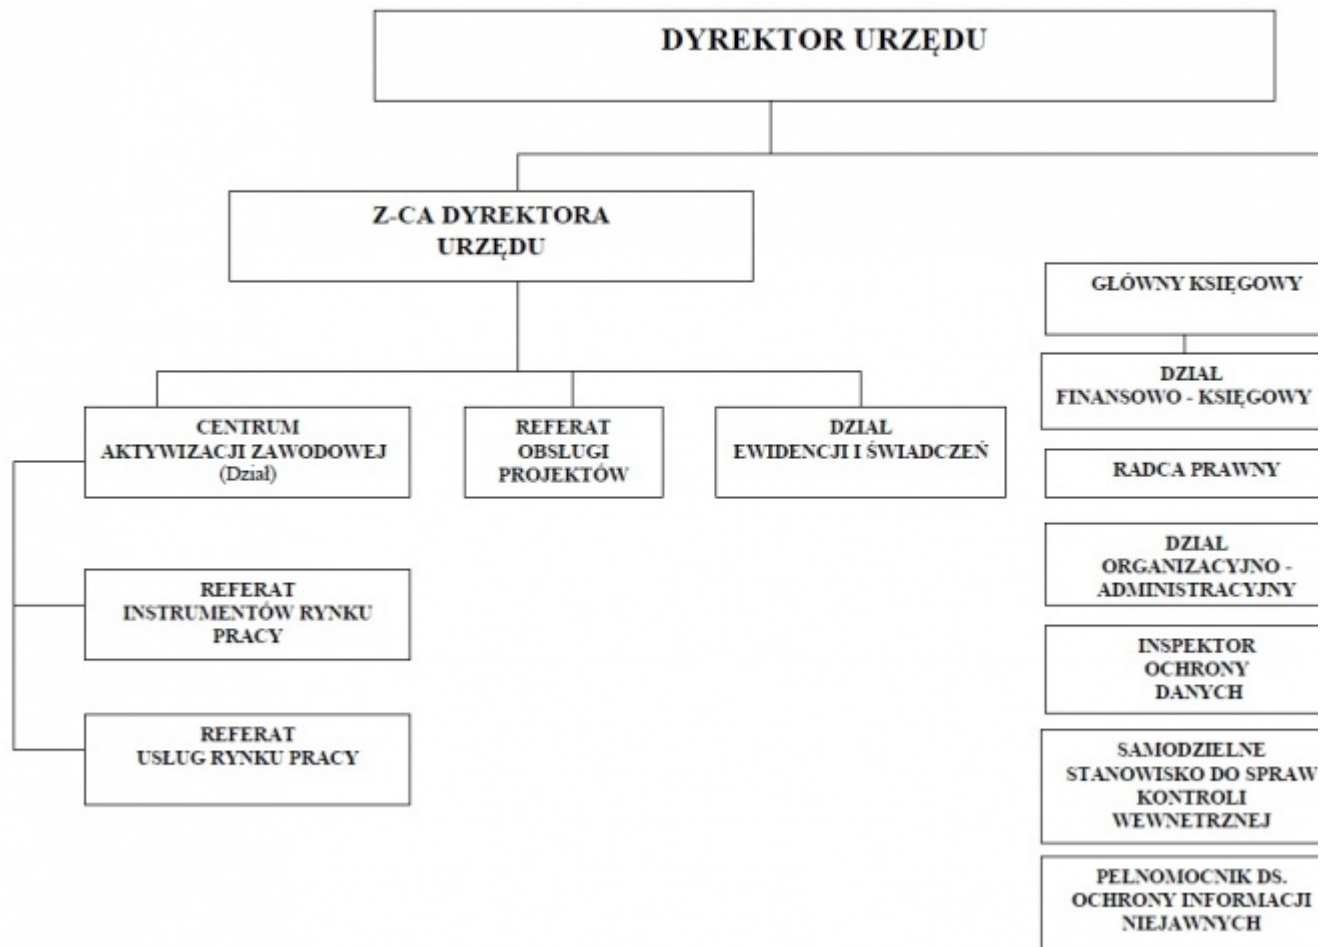 DYREKTOR URZĘDU
Z-CA DYREKTORA
URZĘDU
GŁÓWNY KSIĘGOWY
DZIAŁ
FINANSOWO - KSIĘGOWY
CENTRUM
AKTYWIZACJI ZAWODOWEJ
(Dział)
REFERAT
OBSŁUGI
PROJEKTÓW
DZIAŁ
EWIDENCJI I ŚWIADCZEŃ
RADCA PRAWNY
DZIAŁ
ORGANIZACYJNO -
ADMINISTRACYJNY
REFERAT
INSTRUMENTÓW RYNKU
PRACY
INSPEKTOR
OCHRONY
DANYCH
REFERAT
USŁUG RYNKU PRACY
SAMODZIELNE
STANOWISKO DO SPRAW
KONTROLI
WEWNETRZNEJ
PEŁNOMOCNIK DS.
OCHRONY INFORMACJI
NIEJAWNYCH